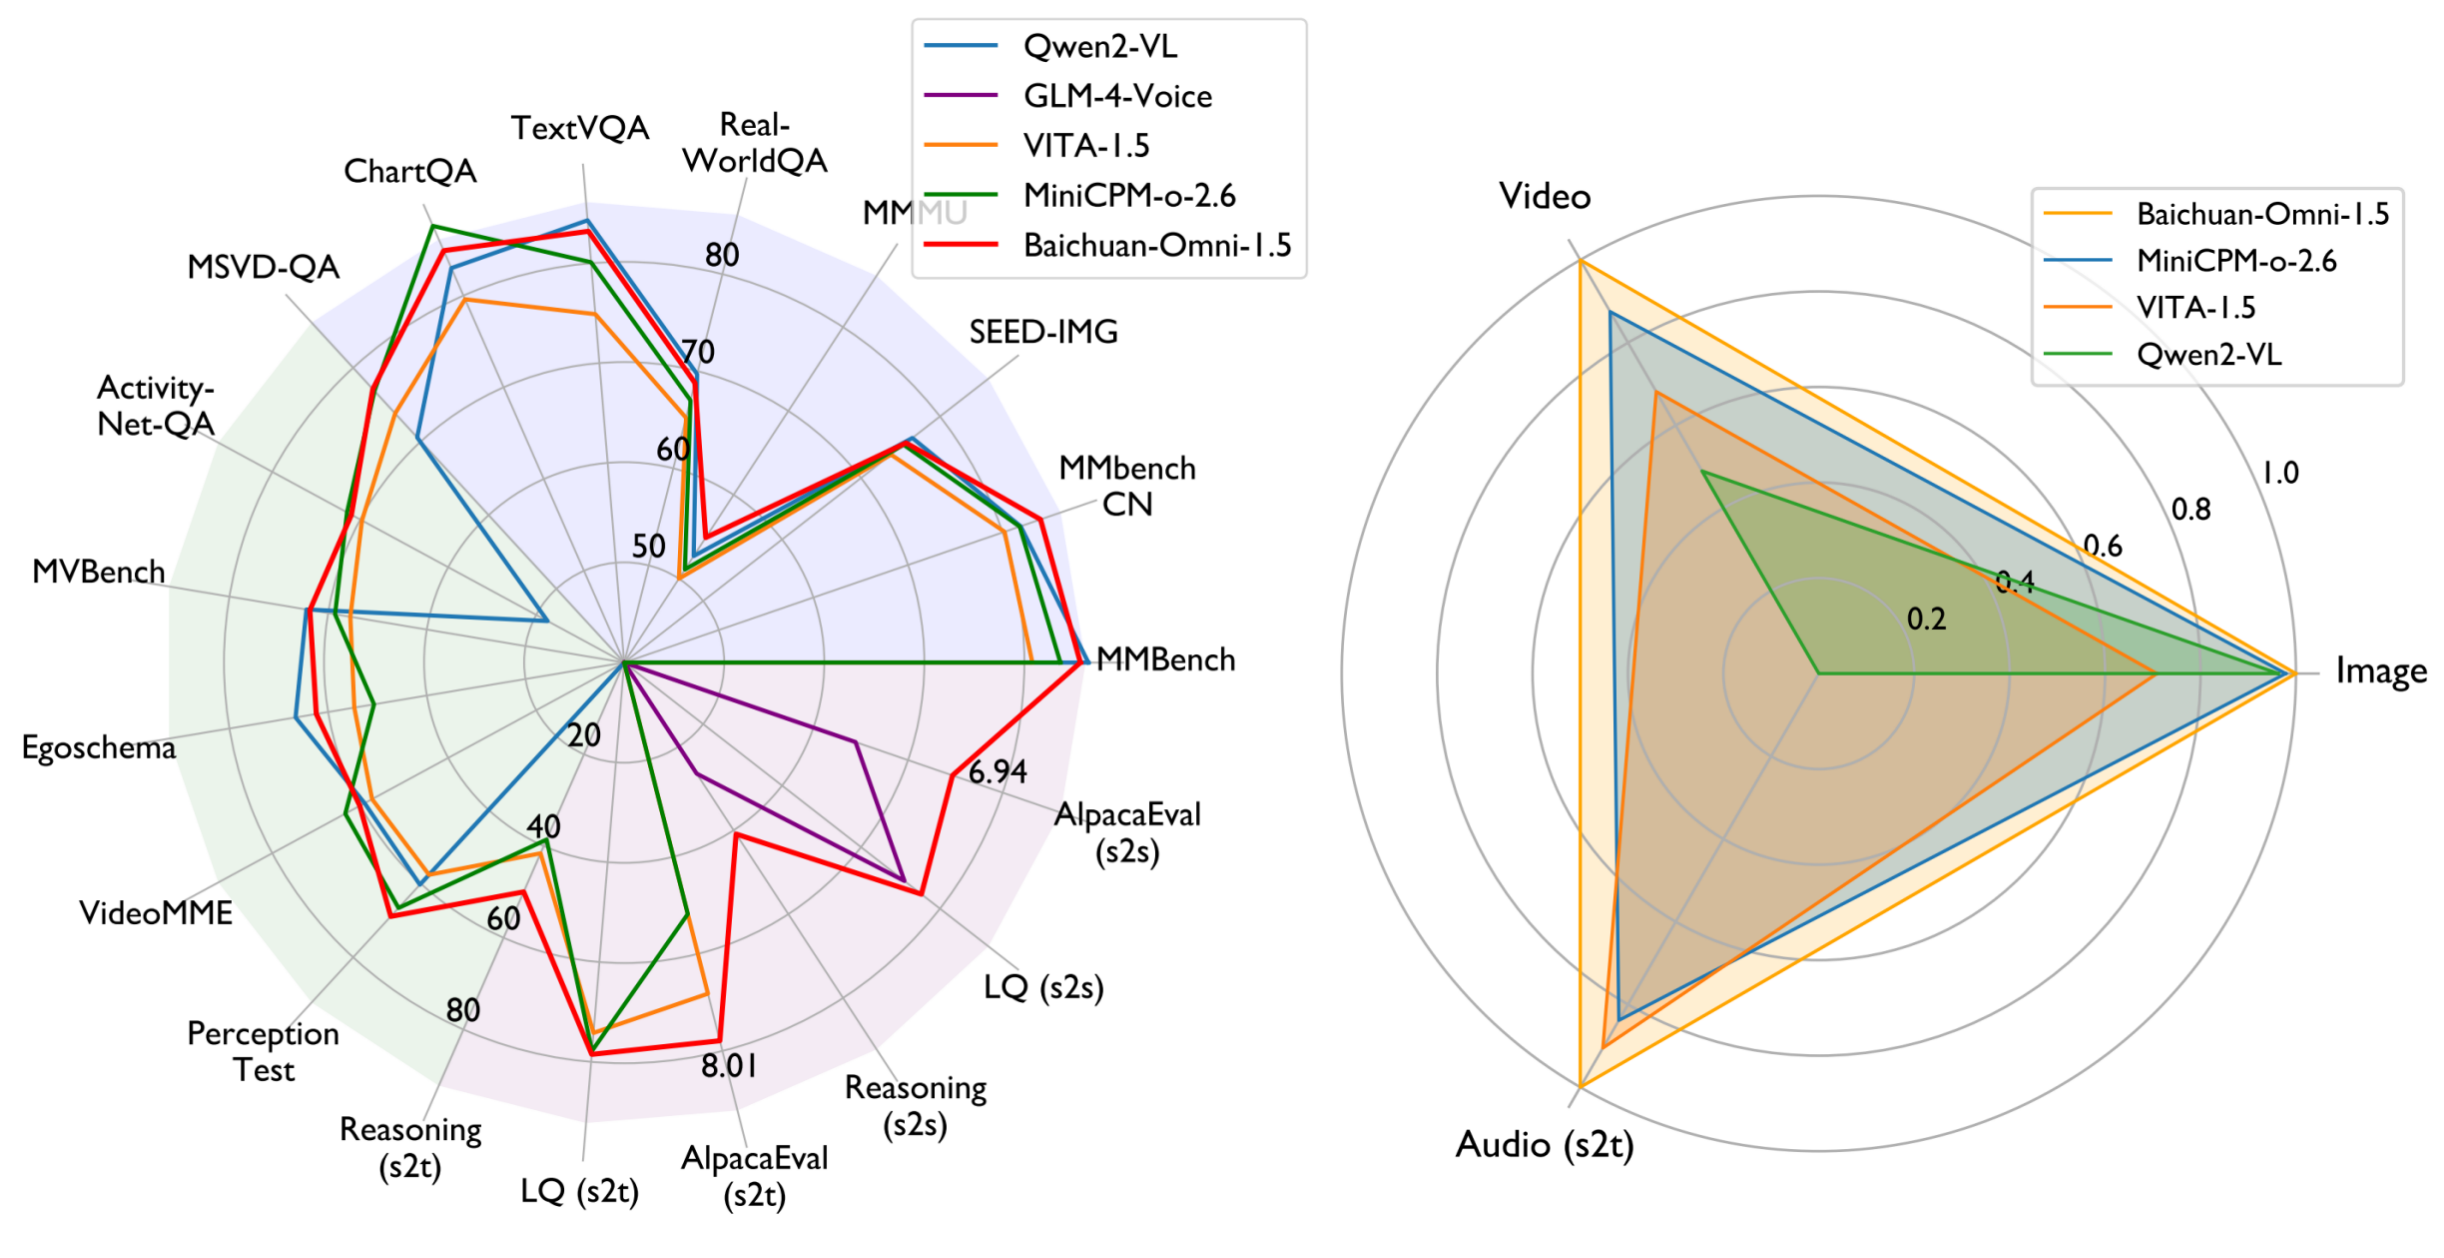 Qwen2-VL
GLM-4-Voice
VITA-1.5
MiniCPM-o-2.6
Baichuan-Omni-1.5
TextVQA
Real-
WorldQA
ChartQA
MMMU
MSVD-QA
SEED-IMG
Activity-
Net-QA
MMbench
CN
MVBench
MMBench
Egoschema
AlpacaEval
(s2s)
VideoMME
LQ (s2s)
Perception
Test
Reasoning
(s2s)
Reasoning
(s2t)
AlpacaEval
(s2t)
LQ (s2t)
80
70
60
50
20
40
60
80
6.94
8.01
Video
Baichuan-Omni-1.5
MiniCPM-o-2.6
VITA-1.5
Qwen2-VL
1.0
0.8
0.6
0.4
0.2
Image
Audio (s2t)